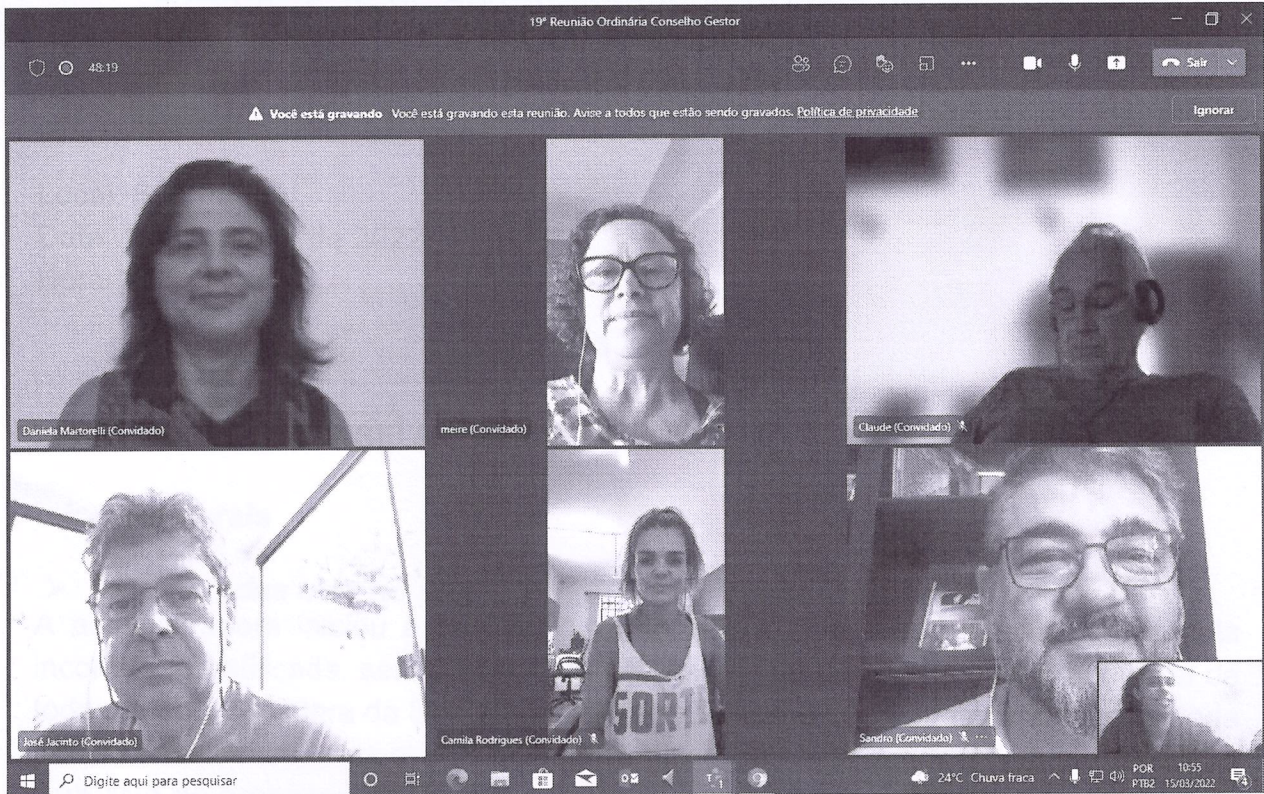 19ª Reunião Ordinária Conselho Gestor
48:19
Sair
Você está gravando Você está gravando esta reunião. Avise a todos que estão sendo gravados. Política de privacidade
Ignorar
Daniela Martorelli (Convidado)
meire (Convidado)
Claude (Convidado)
SORTE
José Jacinto (Convidado)
Camila Rodrigues (Convidado)
Sandro (Convidado)
Digite aqui para pesquisar
24°C Chuva fraca
POR
PTB2
10:55
15/03/2022
4